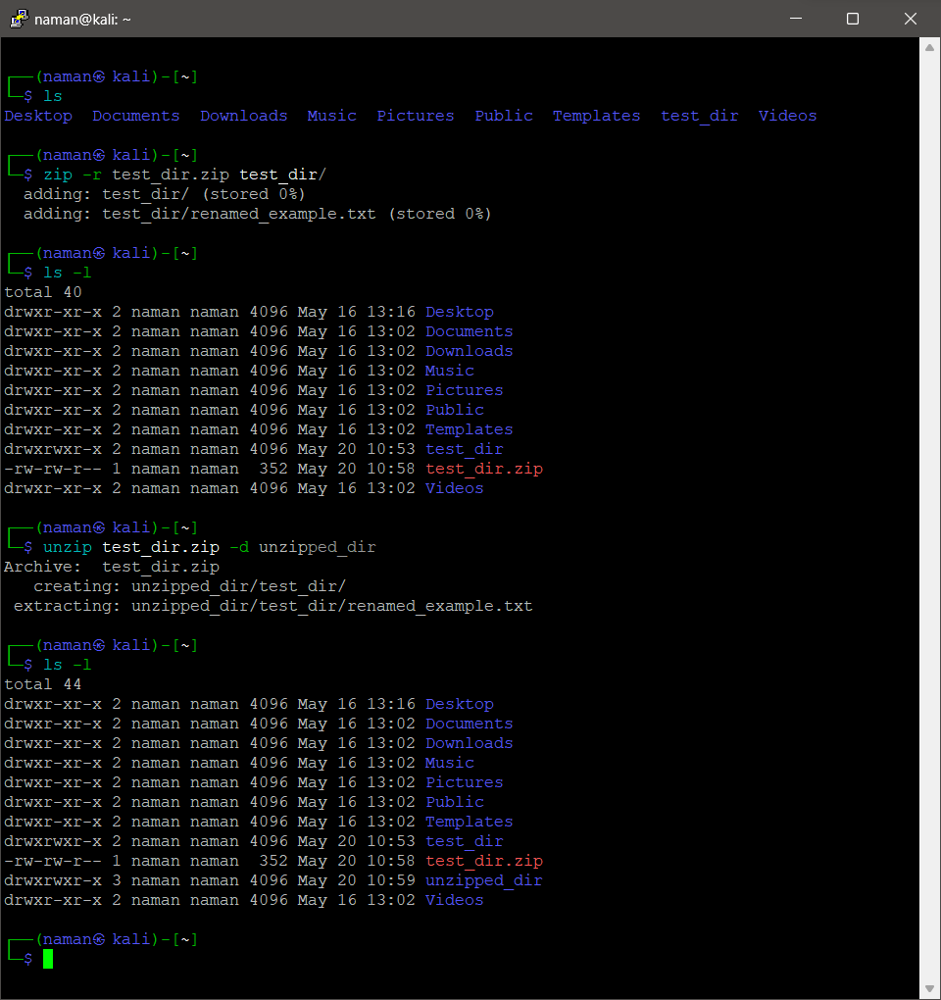 naman@kali: ~
┌──(naman㉿ kali)-[~]
└─$ ls
Desktop  Documents  Downloads  Music  Pictures  Public  Templates  test_dir  Videos
┌──(naman㉿ kali)-[~]
└─$ zip -r test_dir.zip test_dir/
  adding: test_dir/ (stored 0%)
  adding: test_dir/renamed_example.txt (stored 0%)
┌──(naman㉿ kali)-[~]
└─$ ls -l
total 40
drwxr-xr-x 2 naman naman 4096 May 16 13:16 Desktop
drwxr-xr-x 2 naman naman 4096 May 16 13:02 Documents
drwxr-xr-x 2 naman naman 4096 May 16 13:02 Downloads
drwxr-xr-x 2 naman naman 4096 May 16 13:02 Music
drwxr-xr-x 2 naman naman 4096 May 16 13:02 Pictures
drwxr-xr-x 2 naman naman 4096 May 16 13:02 Public
drwxr-xr-x 2 naman naman 4096 May 16 13:02 Templates
drwxrwxr-x 2 naman naman 4096 May 20 10:53 test_dir
-rw-rw-r-- 1 naman naman  352 May 20 10:58 test_dir.zip
drwxr-xr-x 2 naman naman 4096 May 16 13:02 Videos
┌──(naman㉿ kali)-[~]
└─$ unzip test_dir.zip -d unzipped_dir
Archive:  test_dir.zip
   creating: unzipped_dir/test_dir/
 extracting: unzipped_dir/test_dir/renamed_example.txt
┌──(naman㉿ kali)-[~]
└─$ ls -l
total 44
drwxr-xr-x 2 naman naman 4096 May 16 13:16 Desktop
drwxr-xr-x 2 naman naman 4096 May 16 13:02 Documents
drwxr-xr-x 2 naman naman 4096 May 16 13:02 Downloads
drwxr-xr-x 2 naman naman 4096 May 16 13:02 Music
drwxr-xr-x 2 naman naman 4096 May 16 13:02 Pictures
drwxr-xr-x 2 naman naman 4096 May 16 13:02 Public
drwxr-xr-x 2 naman naman 4096 May 16 13:02 Templates
drwxrwxr-x 2 naman naman 4096 May 20 10:53 test_dir
-rw-rw-r-- 1 naman naman  352 May 20 10:58 test_dir.zip
drwxrwxr-x 3 naman naman 4096 May 20 10:59 unzipped_dir
drwxr-xr-x 2 naman naman 4096 May 16 13:02 Videos
┌──(naman㉿ kali)-[~]
└─$